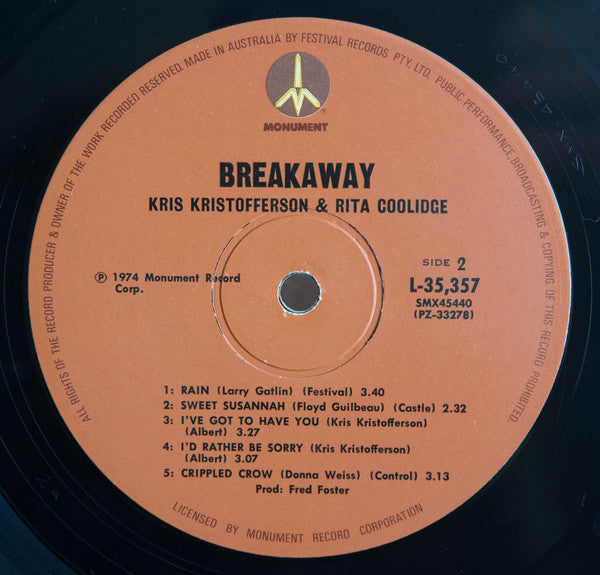 ALL RIGHTS OF THE RECORD PRODUCER & OWNER OF THE WORK RECORDED RESERVED. MADE IN AUSTRALIA BY FESTIVAL RECORDS PTY. LTD. PUBLIC PERFORMANCE, BROADCASTING & COPYING OF THIS RECORD PROHIBITED
MONUMENT
BREAKAWAY
KRIS KRISTOFFERSON & RITA COOLIDGE
℗ 1974 Monument Record
Corp.
SIDE 2
L-35,357
SMX45440
(PZ-33278)
1: RAIN (Larry Gatlin) (Festival) 3.40
2: SWEET SUSANNAH (Floyd Guilbeau) (Castle) 2.32
3: I'VE GOT TO HAVE YOU (Kris Kristofferson)
(Albert) 3.27
4: I'D RATHER BE SORRY (Kris Kristofferson)
(Albert) 3.07
5: CRIPPLED CROW (Donna Weiss) (Control) 3.13
Prod: Fred Foster
LICENSED BY MONUMENT RECORD CORPORATION